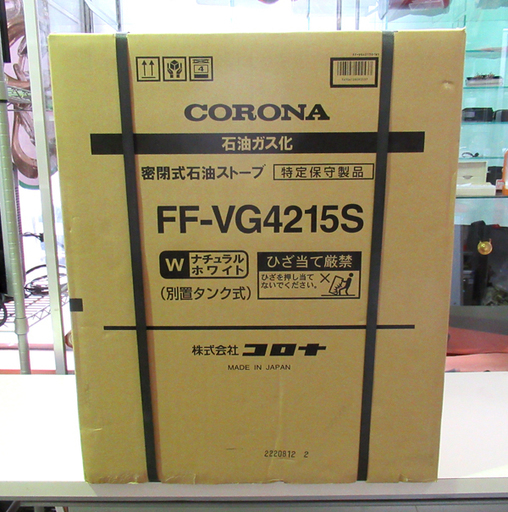 4
CORONA
石油ガス化
密閉式石油ストーブ 特定保守製品
FF-VG4215S
W ナチュラル
ホワイト
(別置タンク式)
ひざ当て厳禁
ひざを押し当て
ないでください。
株式会社 コロナ
MADE IN JAPAN
2220612 2